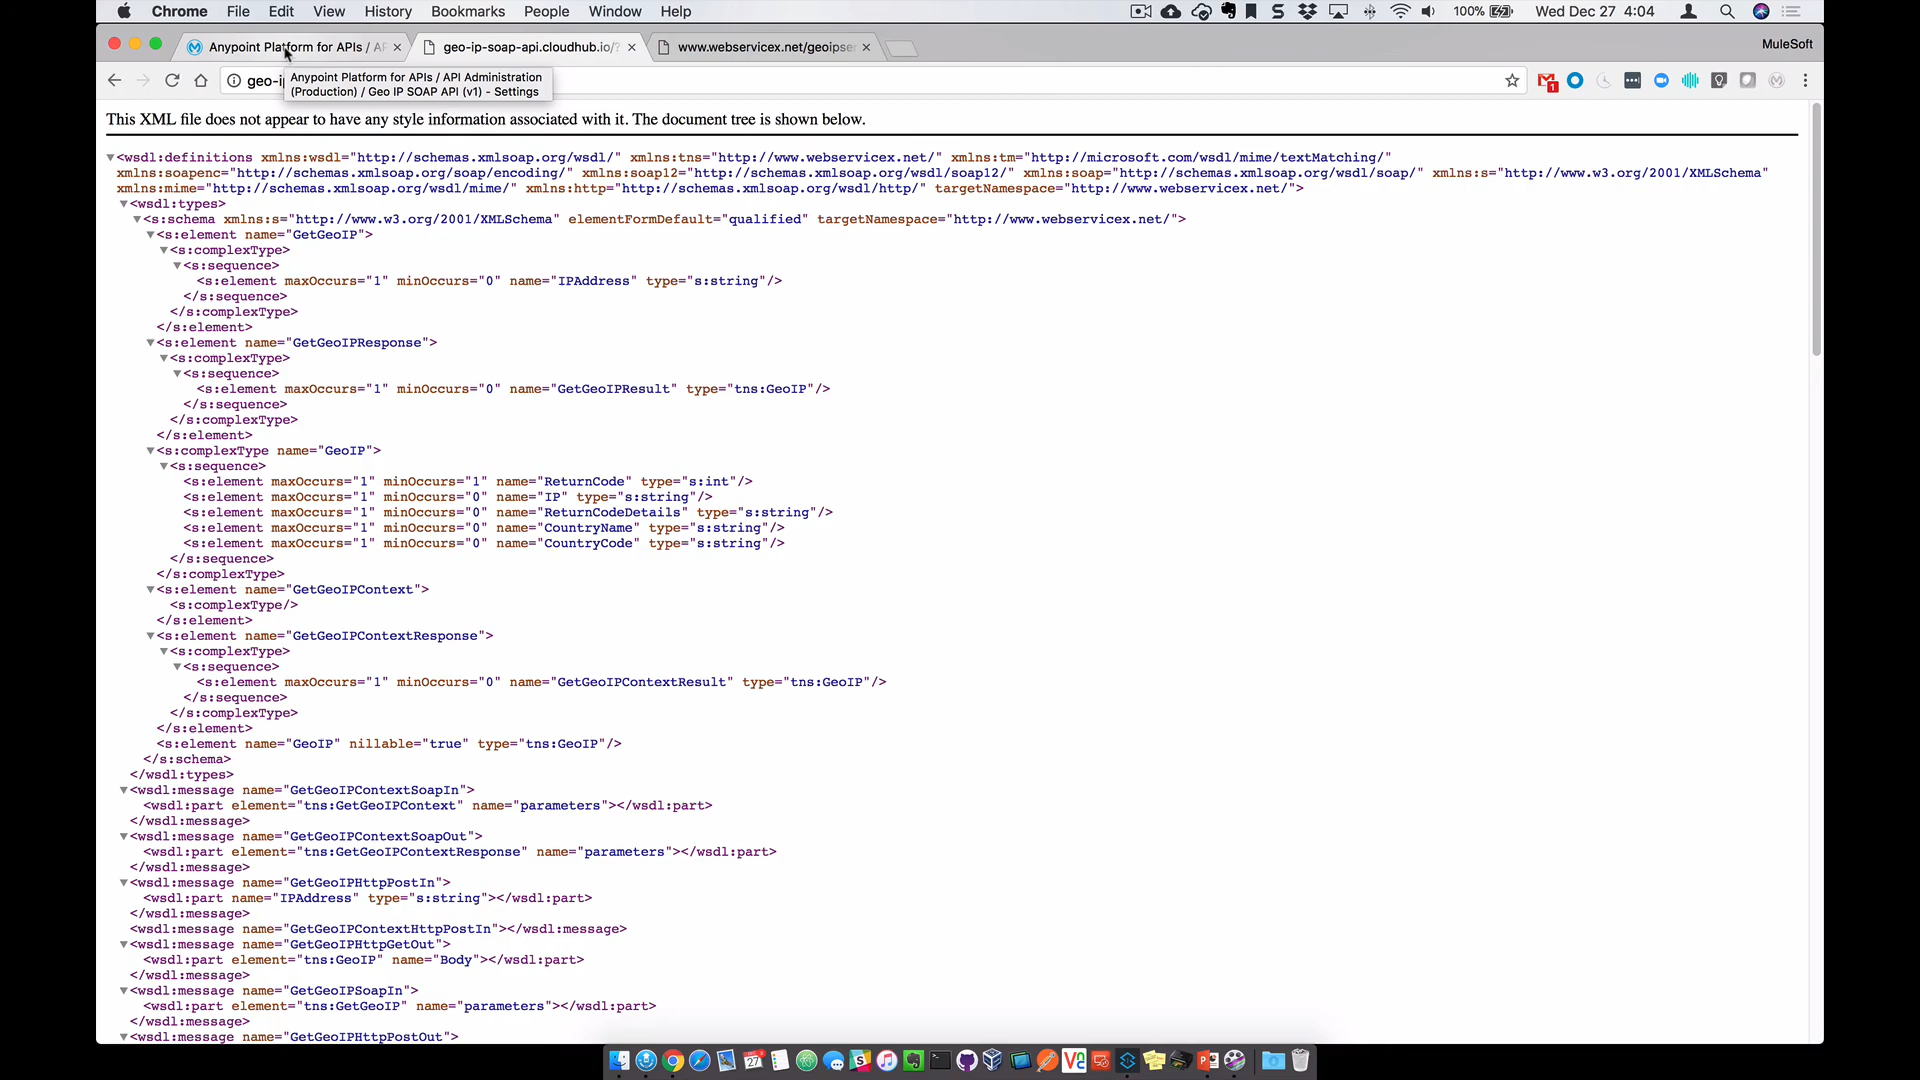 Chrome File Edit View History Bookmarks People Window Help 100% Wed Dec 27 4:04
Anypoint Platform for APIs / AP × geo-ip-soap-api.cloudhub.io/? × www.webservicex.net/geoipse × MuleSoft
geo-ip
Anypoint Platform for APIs / API Administration
(Production) / Geo IP SOAP API (v1) - Settings
This XML file does not appear to have any style information associated with it. The document tree is shown below.
▼<wsdl:definitions xmlns:wsdl="http://schemas.xmlsoap.org/wsdl/" xmlns:tns="http://www.webservicex.net/" xmlns:tm="http://microsoft.com/wsdl/mime/textMatching/"
xmlns:soapenc="http://schemas.xmlsoap.org/soap/encoding/" xmlns:soap12="http://schemas.xmlsoap.org/wsdl/soap12/" xmlns:soap="http://schemas.xmlsoap.org/wsdl/soap/" xmlns:s="http://www.w3.org/2001/XMLSchema"
xmlns:mime="http://schemas.xmlsoap.org/wsdl/mime/" xmlns:http="http://schemas.xmlsoap.org/wsdl/http/" targetNamespace="http://www.webservicex.net/">
▼<wsdl:types>
▼<s:schema xmlns:s="http://www.w3.org/2001/XMLSchema" elementFormDefault="qualified" targetNamespace="http://www.webservicex.net/">
▼<s:element name="GetGeoIP">
▼<s:complexType>
▼<s:sequence>
<s:element maxOccurs="1" minOccurs="0" name="IPAddress" type="s:string"/>
</s:sequence>
</s:complexType>
</s:element>
▼<s:element name="GetGeoIPResponse">
▼<s:complexType>
▼<s:sequence>
<s:element maxOccurs="1" minOccurs="0" name="GetGeoIPResult" type="tns:GeoIP"/>
</s:sequence>
</s:complexType>
</s:element>
▼<s:complexType name="GeoIP">
▼<s:sequence>
<s:element maxOccurs="1" minOccurs="1" name="ReturnCode" type="s:int"/>
<s:element maxOccurs="1" minOccurs="0" name="IP" type="s:string"/>
<s:element maxOccurs="1" minOccurs="0" name="ReturnCodeDetails" type="s:string"/>
<s:element maxOccurs="1" minOccurs="0" name="CountryName" type="s:string"/>
<s:element maxOccurs="1" minOccurs="0" name="CountryCode" type="s:string"/>
</s:sequence>
</s:complexType>
▼<s:element name="GetGeoIPContext">
<s:complexType/>
</s:element>
▼<s:element name="GetGeoIPContextResponse">
▼<s:complexType>
▼<s:sequence>
<s:element maxOccurs="1" minOccurs="0" name="GetGeoIPContextResult" type="tns:GeoIP"/>
</s:sequence>
</s:complexType>
</s:element>
<s:element name="GeoIP" nillable="true" type="tns:GeoIP"/>
</s:schema>
</wsdl:types>
▼<wsdl:message name="GetGeoIPContextSoapIn">
<wsdl:part element="tns:GetGeoIPContext" name="parameters"></wsdl:part>
</wsdl:message>
▼<wsdl:message name="GetGeoIPContextSoapOut">
<wsdl:part element="tns:GetGeoIPContextResponse" name="parameters"></wsdl:part>
</wsdl:message>
▼<wsdl:message name="GetGeoIPHttpPostIn">
<wsdl:part name="IPAddress" type="s:string"></wsdl:part>
</wsdl:message>
<wsdl:message name="GetGeoIPContextHttpPostIn"></wsdl:message>
▼<wsdl:message name="GetGeoIPHttpGetOut">
<wsdl:part element="tns:GeoIP" name="Body"></wsdl:part>
</wsdl:message>
▼<wsdl:message name="GetGeoIPSoapIn">
<wsdl:part element="tns:GetGeoIP" name="parameters"></wsdl:part>
</wsdl:message>
▼<wsdl:message name="GetGeoIPHttpPostOut">